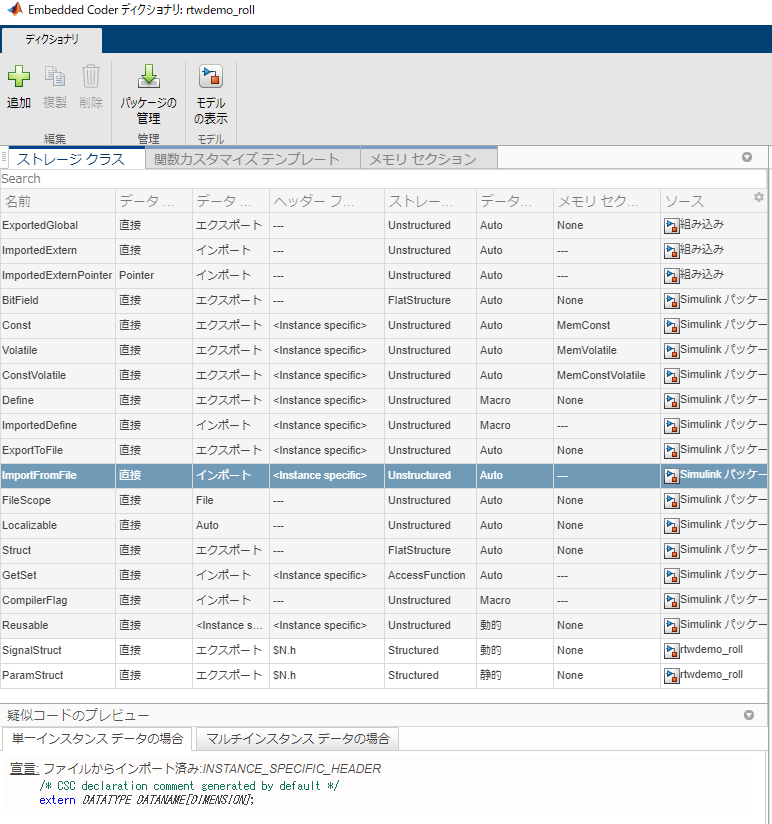 Embedded Coder ディクショナリ: rtwdemo_roll
ディクショナリ
追加 複製 削除 パッケージの管理 モデルの表示
編集 管理 モデル
ストレージ クラス 関数カスタマイズ テンプレート メモリ セクション
Search
名前 データ ... データ ... ヘッダー フ... ストレー... データ... メモリ セク... ソース
ExportedGlobal 直接 エクスポート --- Unstructured Auto None 組み込み
ImportedExtern 直接 インポート --- Unstructured Auto --- 組み込み
ImportedExternPointer Pointer インポート --- Unstructured Auto --- 組み込み
BitField 直接 エクスポート --- FlatStructure Auto None Simulink パッケー
Const 直接 エクスポート <Instance specific> Unstructured Auto MemConst Simulink パッケー
Volatile 直接 エクスポート <Instance specific> Unstructured Auto MemVolatile Simulink パッケー
ConstVolatile 直接 エクスポート <Instance specific> Unstructured Auto MemConstVolatile Simulink パッケー
Define 直接 エクスポート <Instance specific> Unstructured Macro None Simulink パッケー
ImportedDefine 直接 インポート <Instance specific> Unstructured Macro --- Simulink パッケー
ExportToFile 直接 エクスポート <Instance specific> Unstructured Auto None Simulink パッケー
ImportFromFile 直接 インポート <Instance specific> Unstructured Auto --- Simulink パッケー
FileScope 直接 File --- Unstructured Auto None Simulink パッケー
Localizable 直接 Auto --- Unstructured Auto None Simulink パッケー
Struct 直接 エクスポート --- FlatStructure Auto None Simulink パッケー
GetSet 直接 インポート <Instance specific> AccessFunction Auto --- Simulink パッケー
CompilerFlag 直接 インポート --- Unstructured Macro --- Simulink パッケー
Reusable 直接 <Instance s... <Instance specific> Unstructured 動的 None Simulink パッケー
SignalStruct 直接 エクスポート $N.h Structured 動的 None rtwdemo_roll
ParamStruct 直接 エクスポート $N.h Structured 静的 None rtwdemo_roll
疑似コードのプレビュー
単一インスタンス データの場合 マルチインスタンス データの場合
宣言: ファイルからインポート済み:INSTANCE_SPECIFIC_HEADER
/* CSC declaration comment generated by default */
extern DATATYPE DATANAME[DIMENSION];